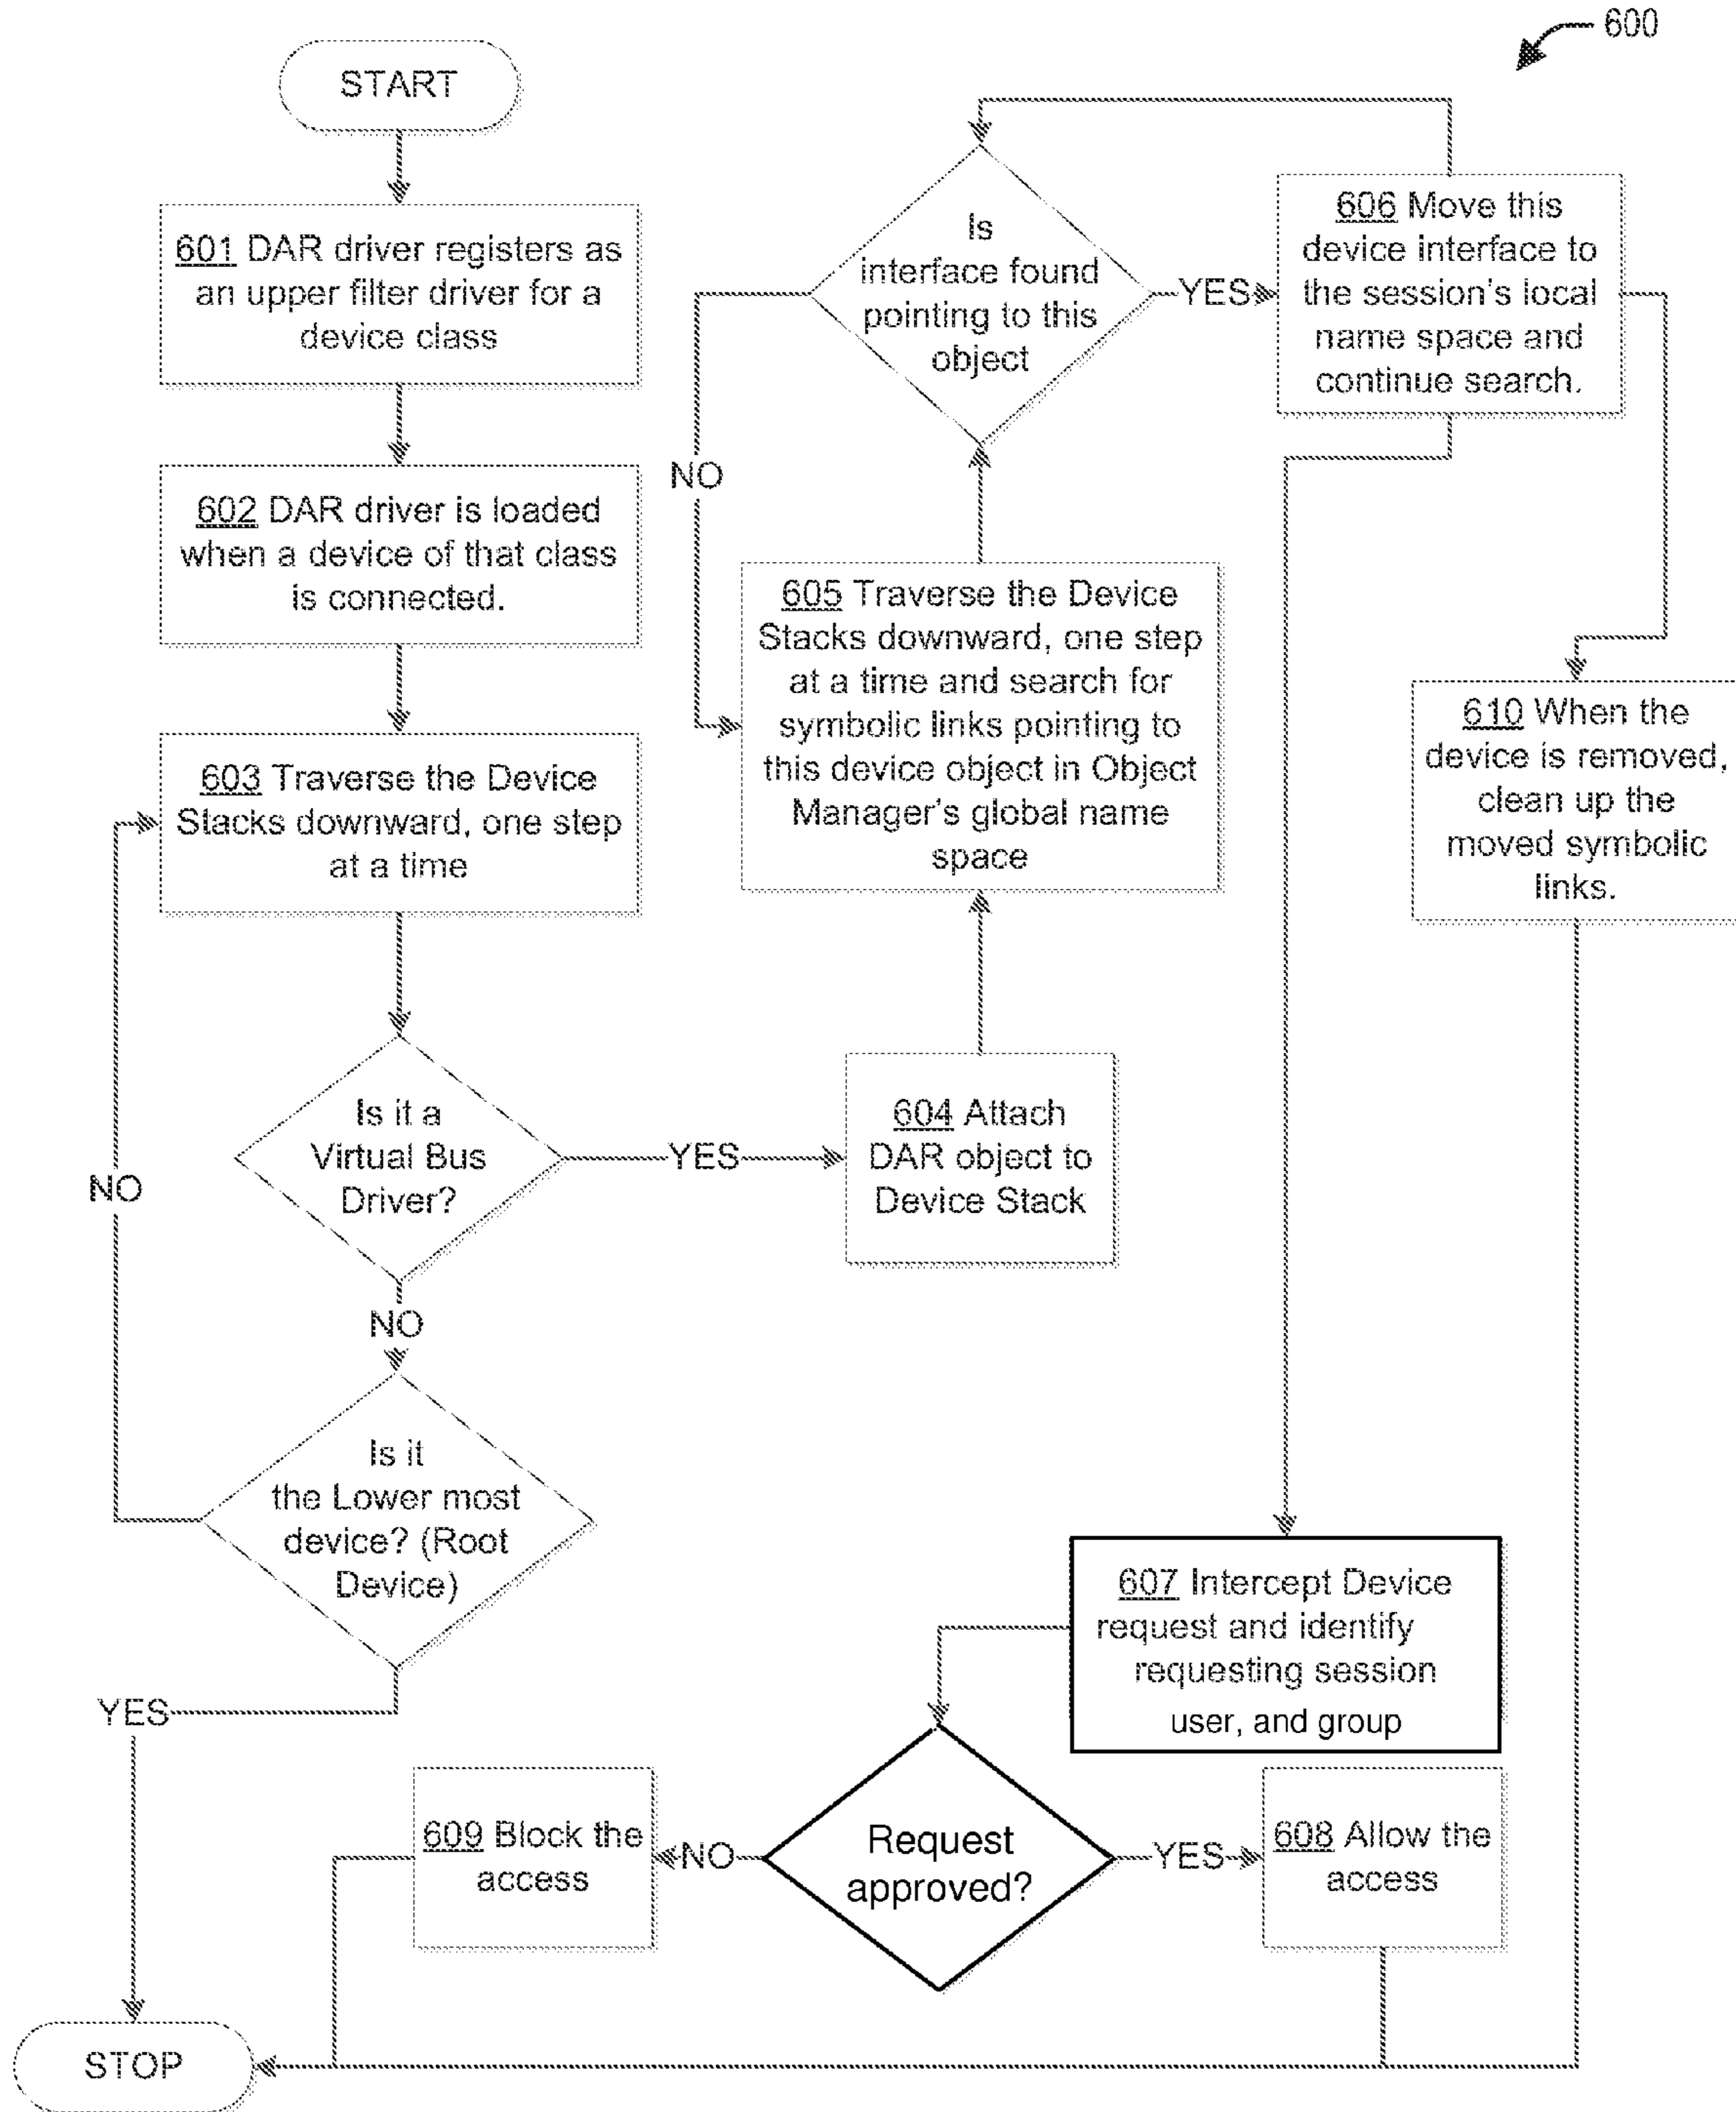 600
START
601 DAR driver registers as
an upper filter driver for a
device class
602 DAR driver is loaded
when a device of that class
is connected.
603 Traverse the Device
Stacks downward, one step
at a time
Is it a
Virtual Bus
Driver?
YES
NO
NO
Is it
the Lower most
device? (Root
Device)
YES
STOP
604 Attach
DAR object to
Device Stack
605 Traverse the Device
Stacks downward, one step
at a time and search for
symbolic links pointing to
this device object in Object
Manager's global name
space
Is
interface found
pointing to this
object
NO
YES
606 Move this
device interface to
the session's local
name space and
continue search.
610 When the
device is removed,
clean up the
moved symbolic
links.
607 Intercept Device
request and identify
requesting session
user, and group
Request
approved?
NO
YES
609 Block the
access
608 Allow the
access